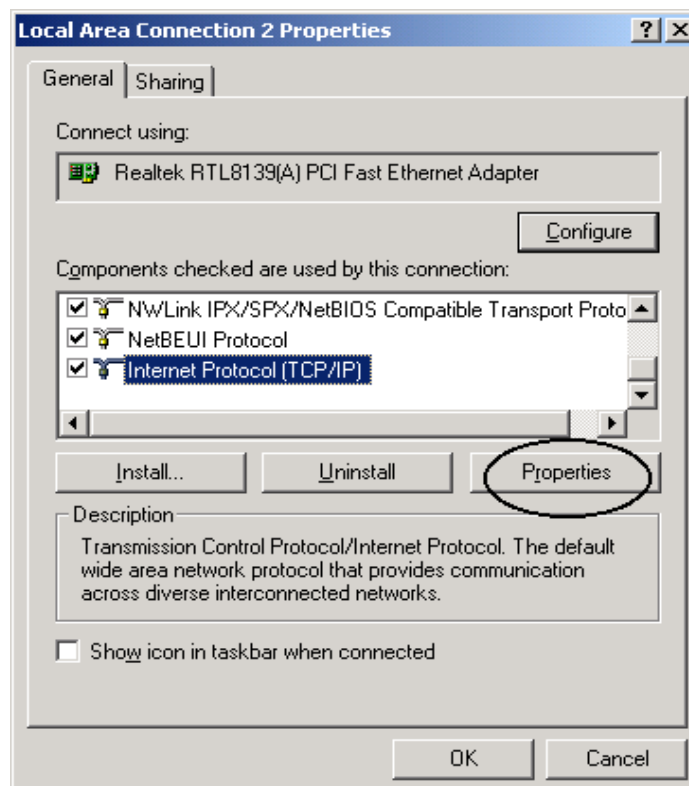 Local Area Connection 2 Properties
General
Sharing
Connect using:
Realtek RTL8139(A) PCI Fast Ethernet Adapter
Configure
Components checked are used by this connection:
NWLink IPX/SPX/NetBIOS Compatible Transport Proto
NetBEUI Protocol
Internet Protocol (TCP/IP)
Install...
Uninstall
Properties
Description
Transmission Control Protocol/Internet Protocol. The default
wide area network protocol that provides communication
across diverse interconnected networks.
Show icon in taskbar when connected
OK
Cancel